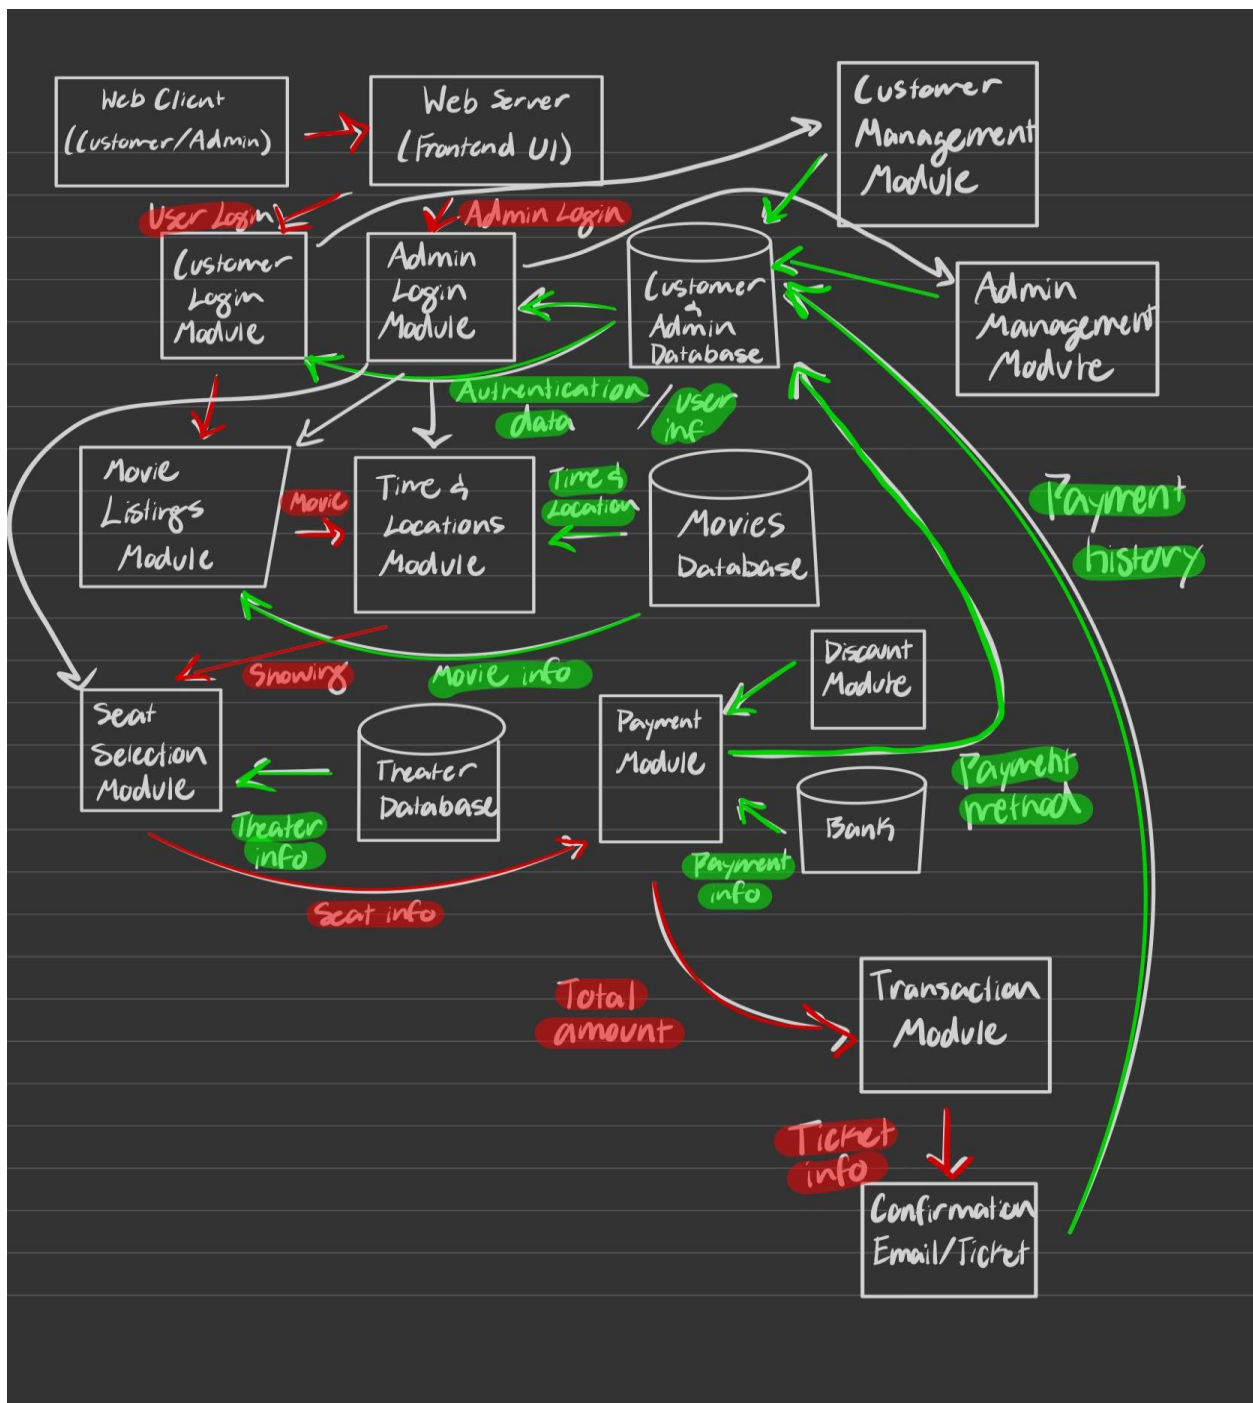 Web Client
(Customer/Admin)
Web Server
(Frontend UI)
Customer
Management
Module
User Login
Admin Login
Customer
Login
Module
Admin
Login
Module
Customer
&
Admin
Database
Admin
Management
Module
Authentication
data
/ user
inf
Movie
Listings
Module
Movie
Time &
Locations
Module
Time &
Location
Movies
Database
Payment
history
Showing
Movie info
Discount
Module
Seat
Selection
Module
Theater
Database
Payment
Module
Payment
method
Theater
info
Bank
Payment
info
Seat info
Total
amount
Transaction
Module
Ticket
info
Confirmation
Email/Ticket